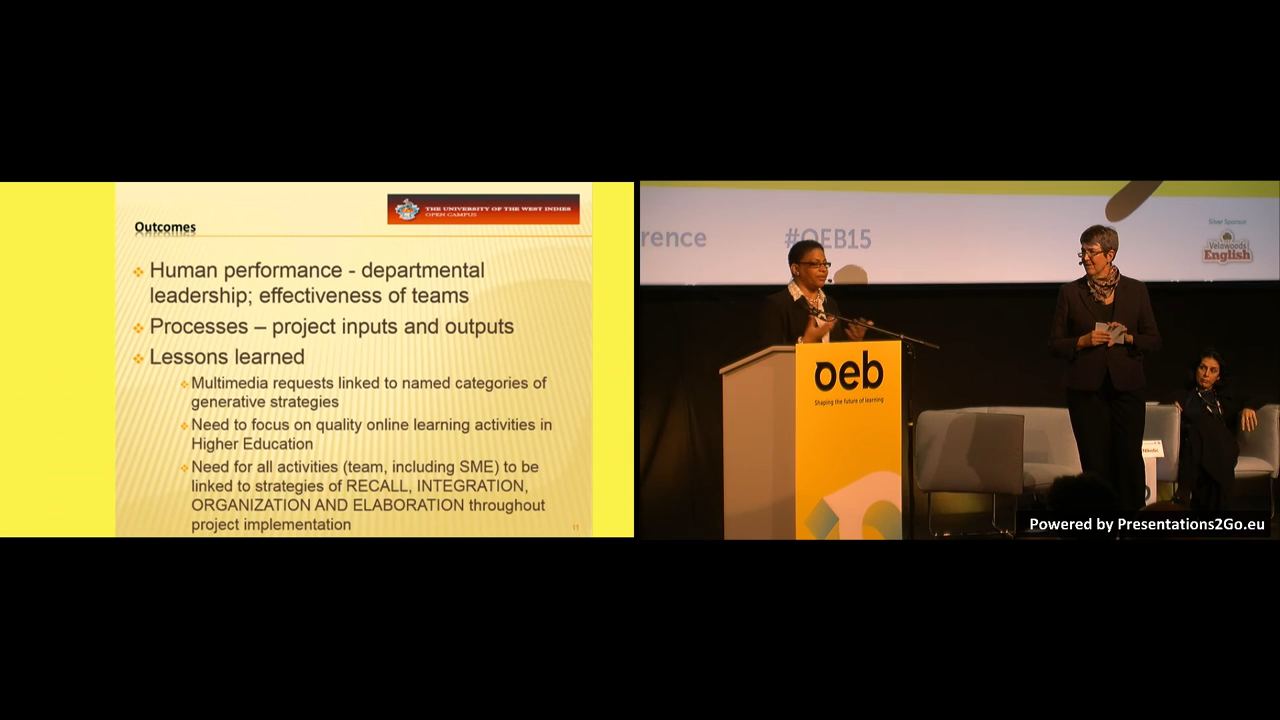 THE UNIVERSITY OF THE WEST INDIES
OPEN CAMPUS
Outcomes
Human performance - departmental
leadership; effectiveness of teams
Processes – project inputs and outputs
Lessons learned
Multimedia requests linked to named categories of
generative strategies
Need to focus on quality online learning activities in
Higher Education
Need for all activities (team, including SME) to be
linked to strategies of RECALL, INTEGRATION,
ORGANIZATION AND ELABORATION throughout
project implementation
11
rence #OEB15
Silver Sponsor
English
oeb
Shaping the future of learning
Powered by Presentations2Go.eu